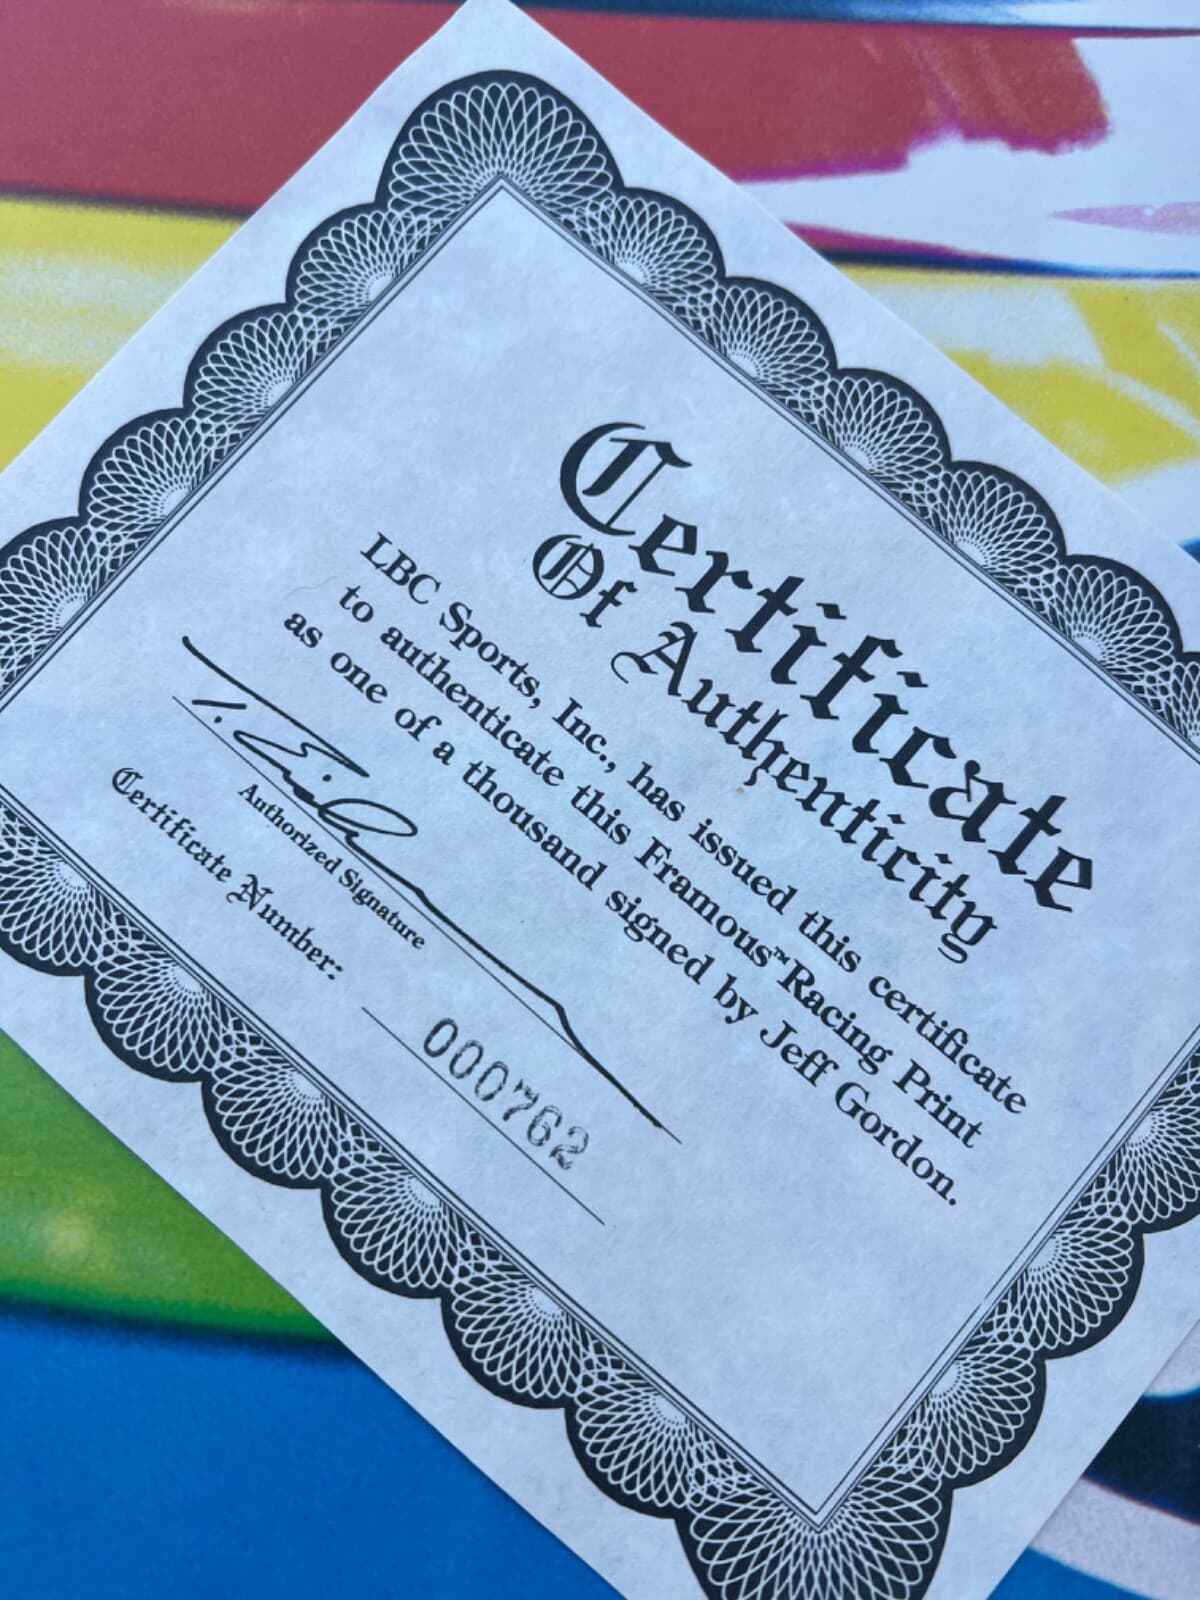 Certificate
Of Authenticity
LBC Sports, Inc., has issued this certificate
to authenticate this Framous™ Racing Print
as one of a thousand signed by Jeff Gordon.
Authorized Signature
Certificate Number:
000762